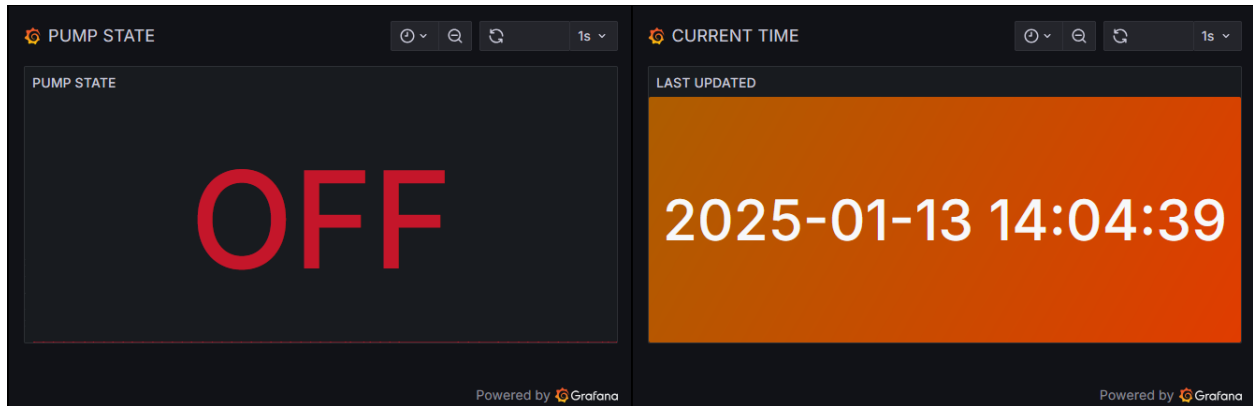 PUMP STATE
1s
PUMP STATE
OFF
Powered by Grafana
CURRENT TIME
1s
LAST UPDATED
2025-01-13 14:04:39
Powered by Grafana